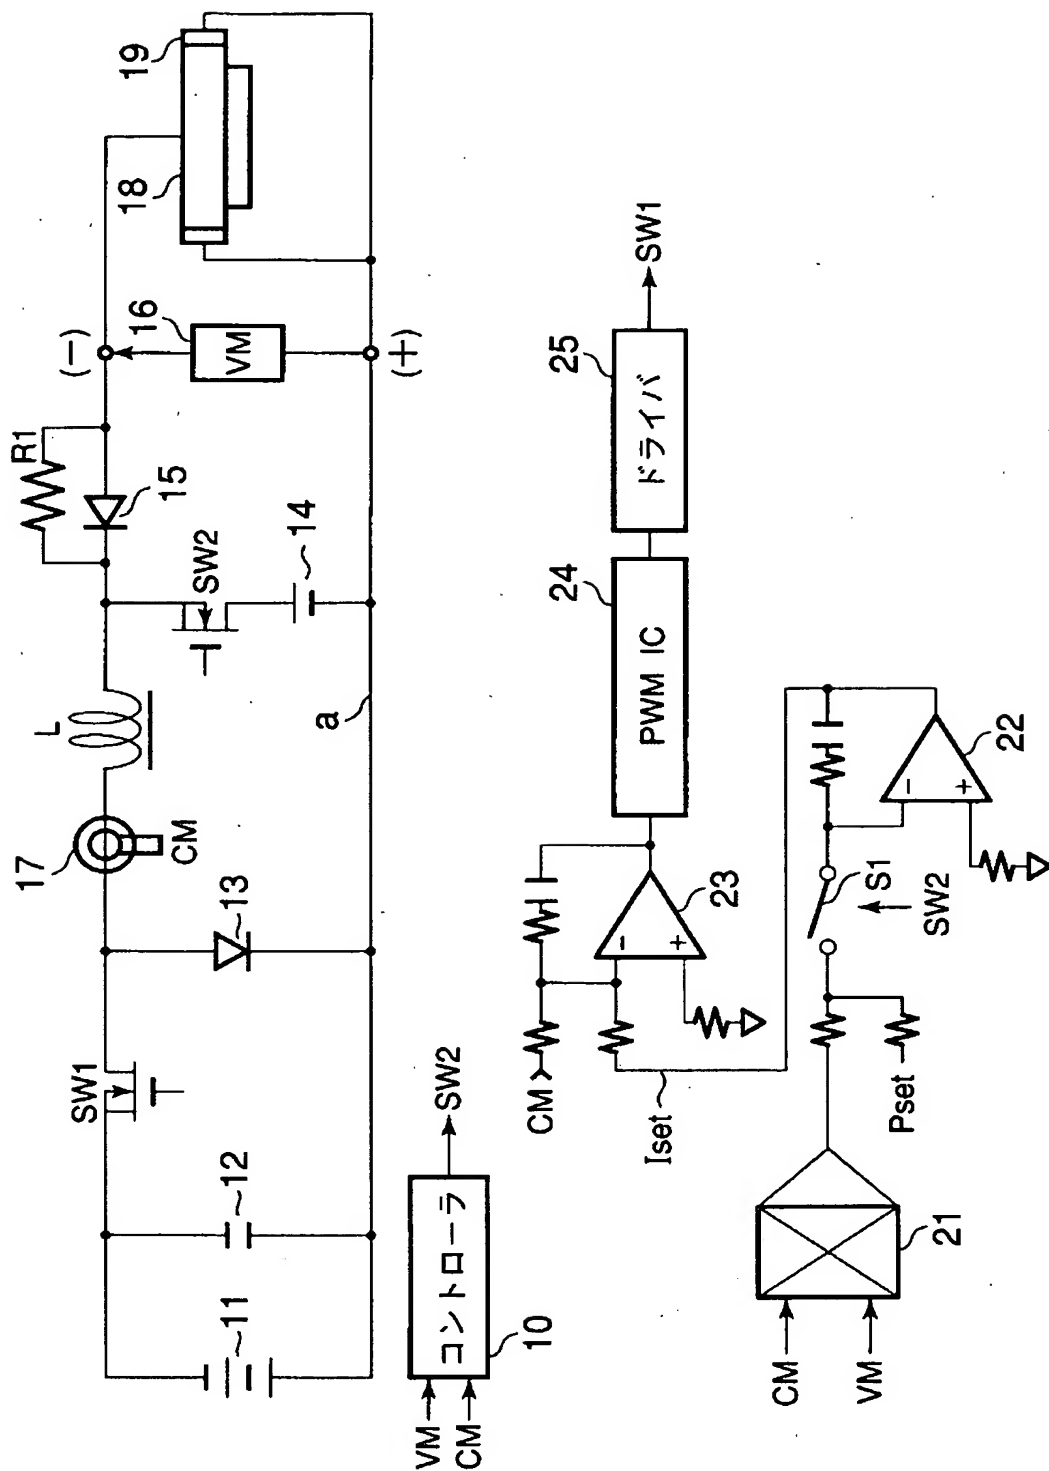 11
12
SW1
13
17
CM
L
SW2
14
R1
15
(−)
16
VM
(+)
18
19
a
VM
CM
コントローラ
10
SW2
CM
Iset
−
+
23
PWM IC
24
ドライバ
25
SW1
CM
VM
21
Pset
S1
SW2
−
+
22